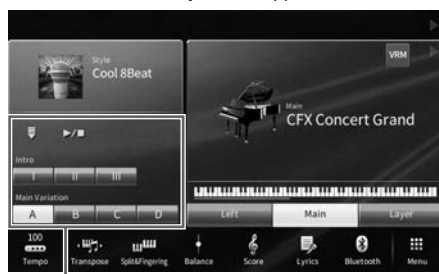 Style
Cool 8Beat
VRM
Main
CFX Concert Grand
Intro
I II III
Main Variation
A B C D
Left Main Layer
100
Tempo Transpose Split&Fingering Balance Score Lyrics Bluetooth Menu